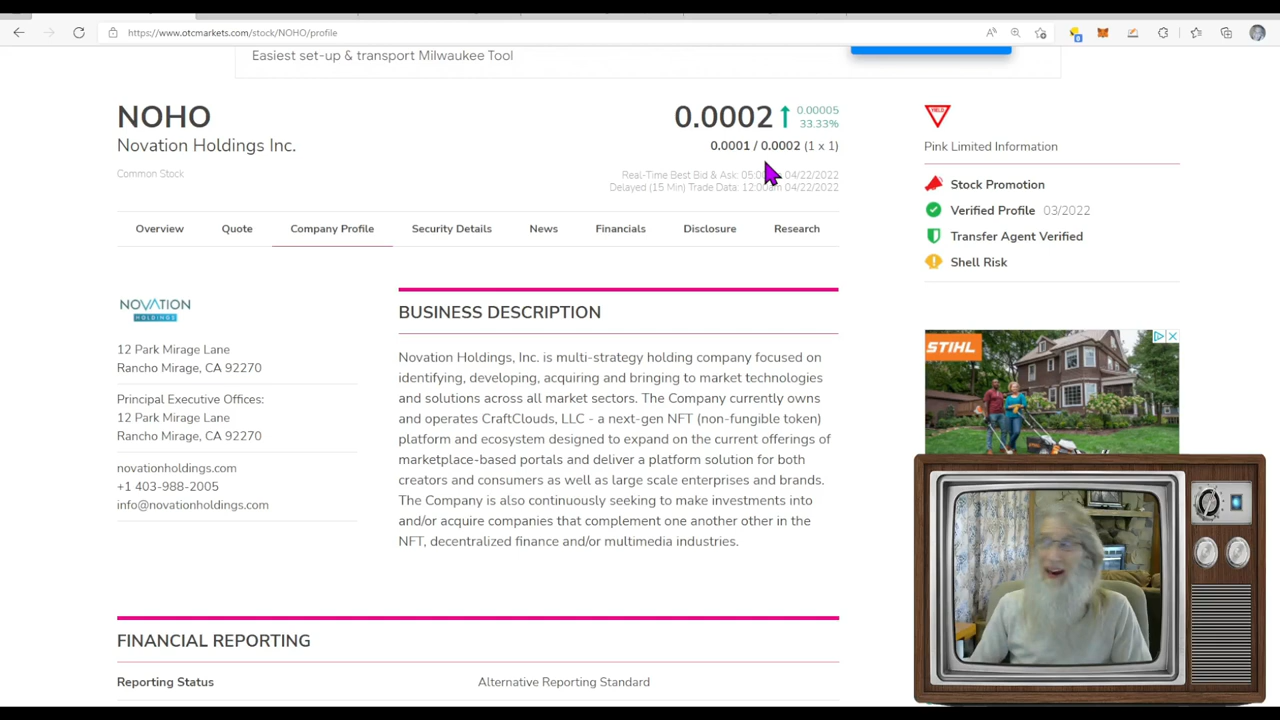 https://www.otcmarkets.com/stock/NOHO/profile
Easiest set-up & transport Milwaukee Tool
NOHO
Novation Holdings Inc.
Common Stock
0.0002
0.00005
33.33%
0.0001 / 0.0002 (1 x 1)
Real-Time Best Bid & Ask: 05:00 04/22/2022
Delayed (15 Min) Trade Data: 12:00am 04/22/2022
Pink Limited Information
Stock Promotion
Verified Profile 03/2022
Transfer Agent Verified
Shell Risk
Overview Quote Company Profile Security Details News Financials Disclosure Research
NOVATION
HOLDINGS
12 Park Mirage Lane
Rancho Mirage, CA 92270
Principal Executive Offices:
12 Park Mirage Lane
Rancho Mirage, CA 92270
novationholdings.com
+1 403-988-2005
info@novationholdings.com
BUSINESS DESCRIPTION
Novation Holdings, Inc. is multi-strategy holding company focused on
identifying, developing, acquiring and bringing to market technologies
and solutions across all market sectors. The Company currently owns
and operates CraftClouds, LLC - a next-gen NFT (non-fungible token)
platform and ecosystem designed to expand on the current offerings of
marketplace-based portals and deliver a platform solution for both
creators and consumers as well as large scale enterprises and brands.
The Company is also continuously seeking to make investments into
and/or acquire companies that complement one another other in the
NFT, decentralized finance and/or multimedia industries.
STIHL
FINANCIAL REPORTING
Reporting Status Alternative Reporting Standard